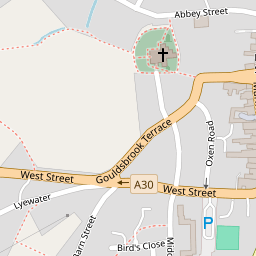 Abbey Street
Gouldsbrook Terrace
Oxen Road
West Street
A30
West Street
Lyewater
Barn Street
Bird's Close
P